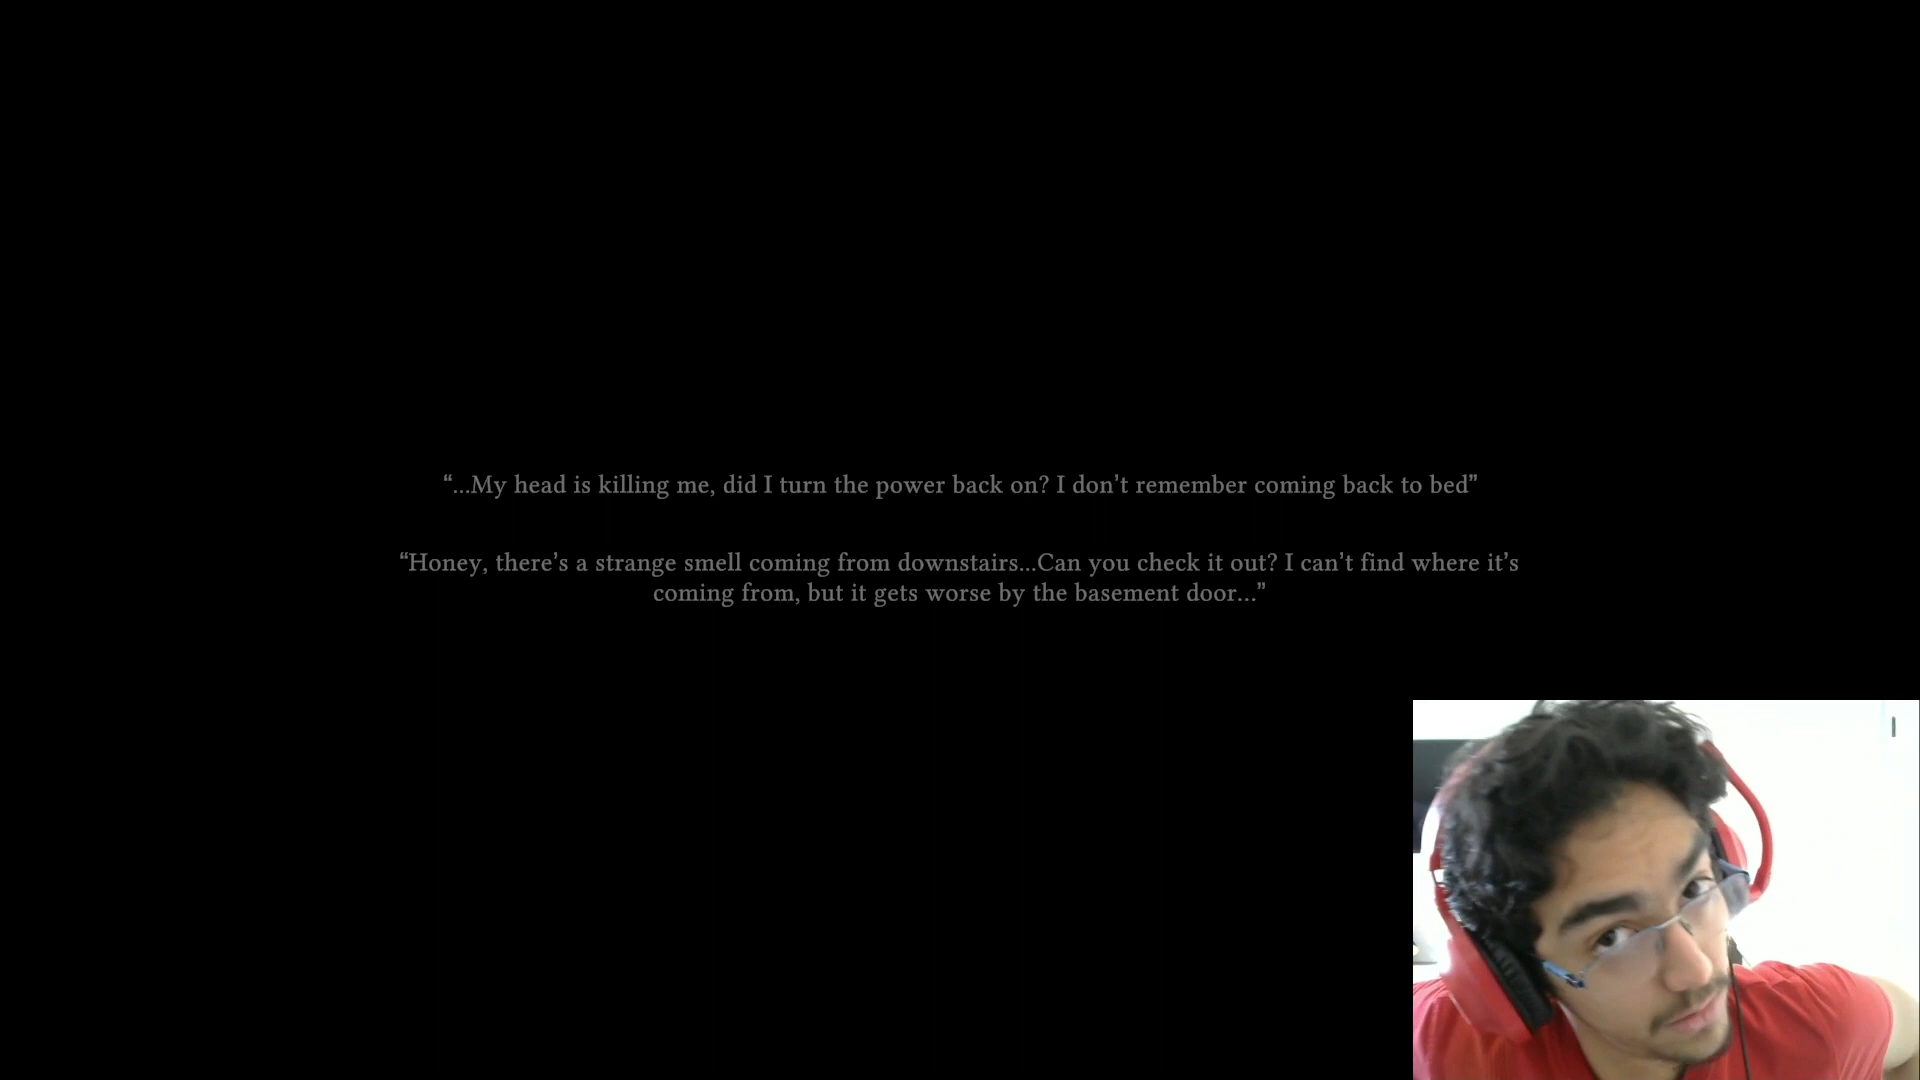 “...My head is killing me, did I turn the power back on? I don’t remember coming back to bed”
“Honey, there’s a strange smell coming from downstairs...Can you check it out? I can’t find where it’s
coming from, but it gets worse by the basement door...”